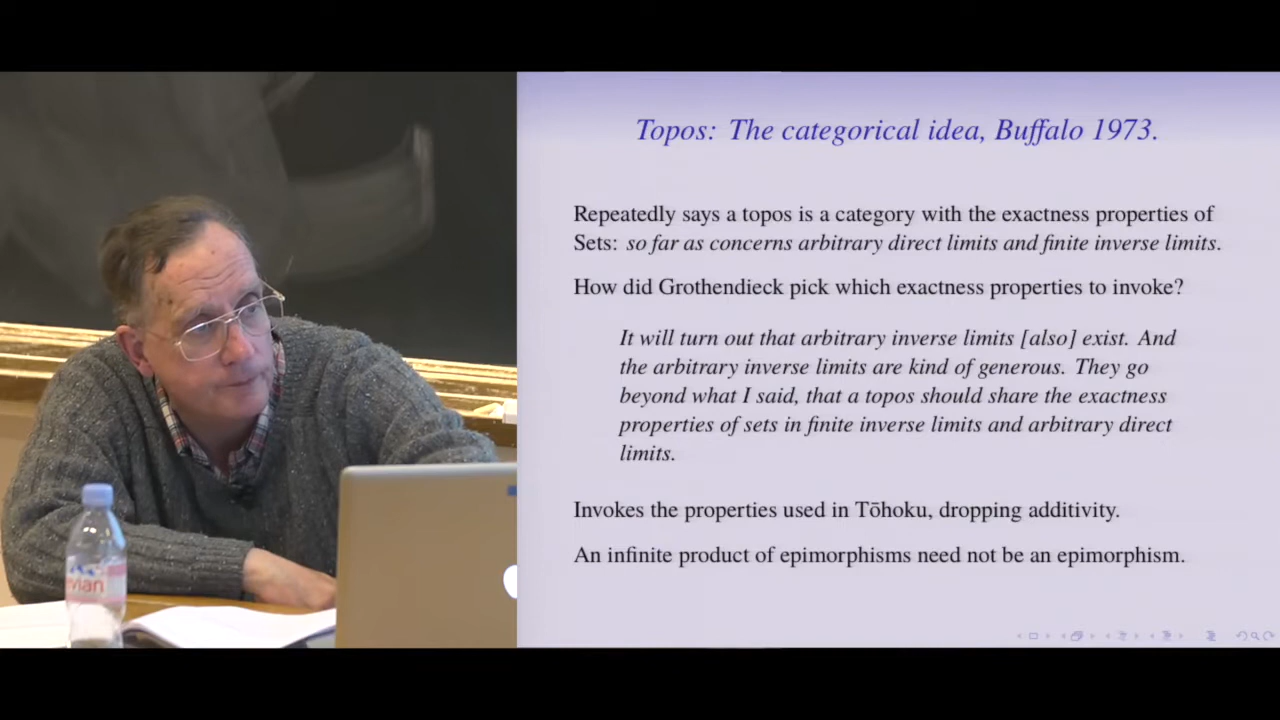 Topos: The categorical idea, Buffalo 1973.
Repeatedly says a topos is a category with the exactness properties of
Sets: so far as concerns arbitrary direct limits and finite inverse limits.
How did Grothendieck pick which exactness properties to invoke?
It will turn out that arbitrary inverse limits [also] exist. And
the arbitrary inverse limits are kind of generous. They go
beyond what I said, that a topos should share the exactness
properties of sets in finite inverse limits and arbitrary direct
limits.
Invokes the properties used in Tōhoku, dropping additivity.
An infinite product of epimorphisms need not be an epimorphism.
evian